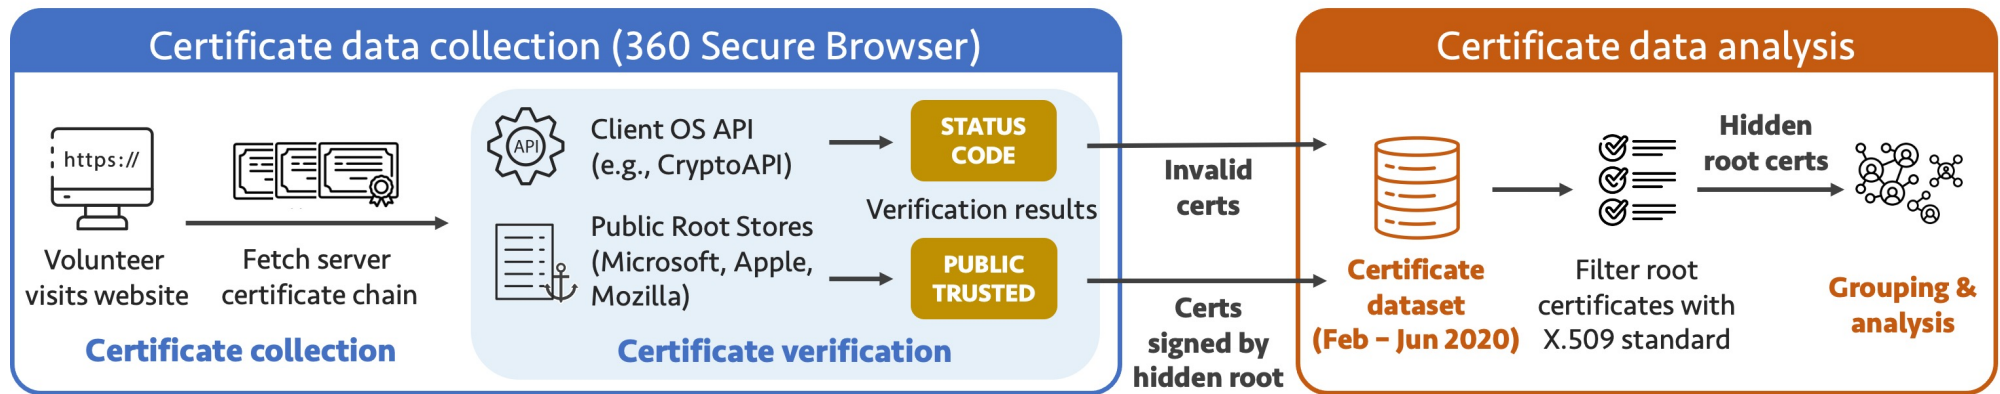 Certificate data collection (360 Secure Browser)
https://
Volunteer
visits website
Fetch server
certificate chain
Certificate collection
API
Client OS API
(e.g., CryptoAPI)
STATUS
CODE
Verification results
Public Root Stores
(Microsoft, Apple,
Mozilla)
PUBLIC
TRUSTED
Certificate verification
Invalid
certs
Certs
signed by
hidden root
Certificate data analysis
Certificate
dataset
(Feb – Jun 2020)
Filter root
certificates with
X.509 standard
Hidden
root certs
Grouping &
analysis